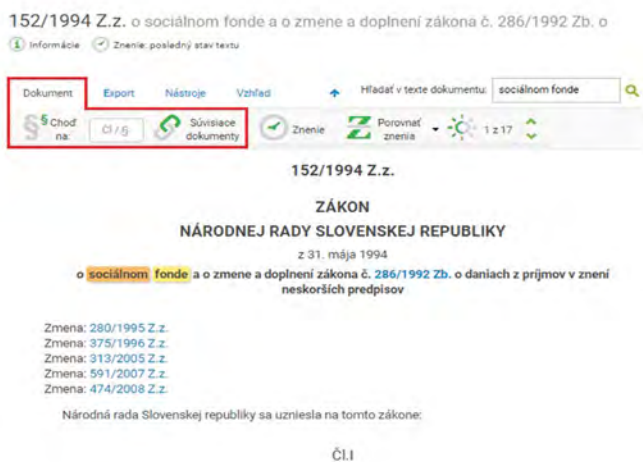 152/1994 Z.z. o sociálnom fonde a o zmene a doplnení zákona č. 286/1992 Zb. o
Informácie Znenie: posledný stav textu
Dokument Export Nástroje Vzhľad Hľadať v texte dokumentu: sociálnom fonde
Choď na: Čl / § Súvisiace dokumenty Znenie Porovnať znenia 1 z 17
152/1994 Z.z.
ZÁKON
NÁRODNEJ RADY SLOVENSKEJ REPUBLIKY
z 31. mája 1994
o sociálnom fonde a o zmene a doplnení zákona č. 286/1992 Zb. o daniach z príjmov v znení
neskorších predpisov
Zmena: 280/1995 Z.z.
Zmena: 375/1996 Z.z.
Zmena: 313/2005 Z.z.
Zmena: 591/2007 Z.z.
Zmena: 474/2008 Z.z.
Národná rada Slovenskej republiky sa uzniesla na tomto zákone:
Čl.I